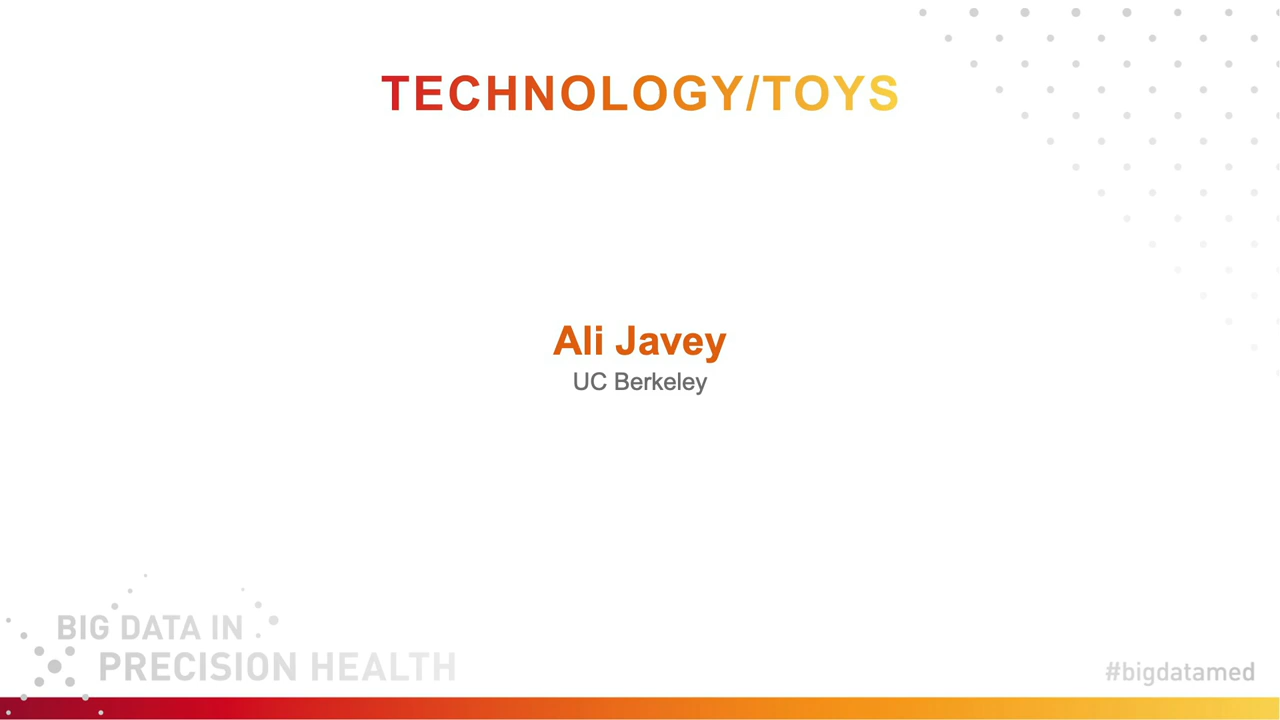 TECHNOLOGY/TOYS
Ali Javey
UC Berkeley
BIG DATA IN
PRECISION HEALTH
#bigdatamed